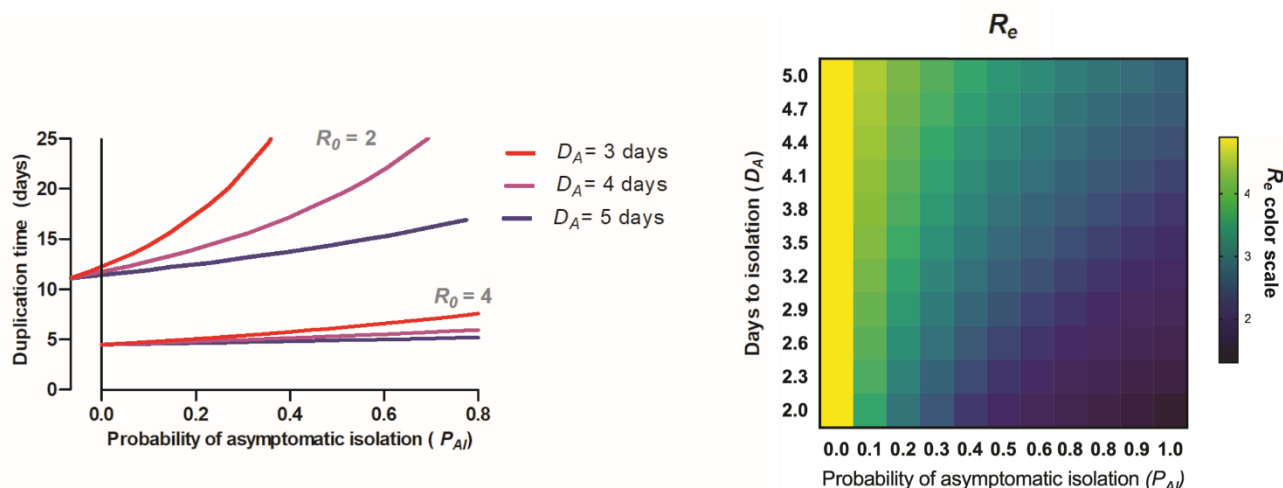 Duplication time (days)
25
20
15
10
5
0
R0 = 2
R0 = 4
0.0 0.2 0.4 0.6 0.8
Probability of asymptomatic isolation ( PAI)
DA = 3 days
DA = 4 days
DA = 5 days
Re
Days to isolation (DA)
5.0
4.7
4.4
4.1
3.8
3.5
3.2
2.9
2.6
2.3
2.0
0.0 0.1 0.2 0.3 0.4 0.5 0.6 0.8 0.8 0.9 1.0
Probability of asymptomatic isolation (PAI)
4
3
2
Re color scale